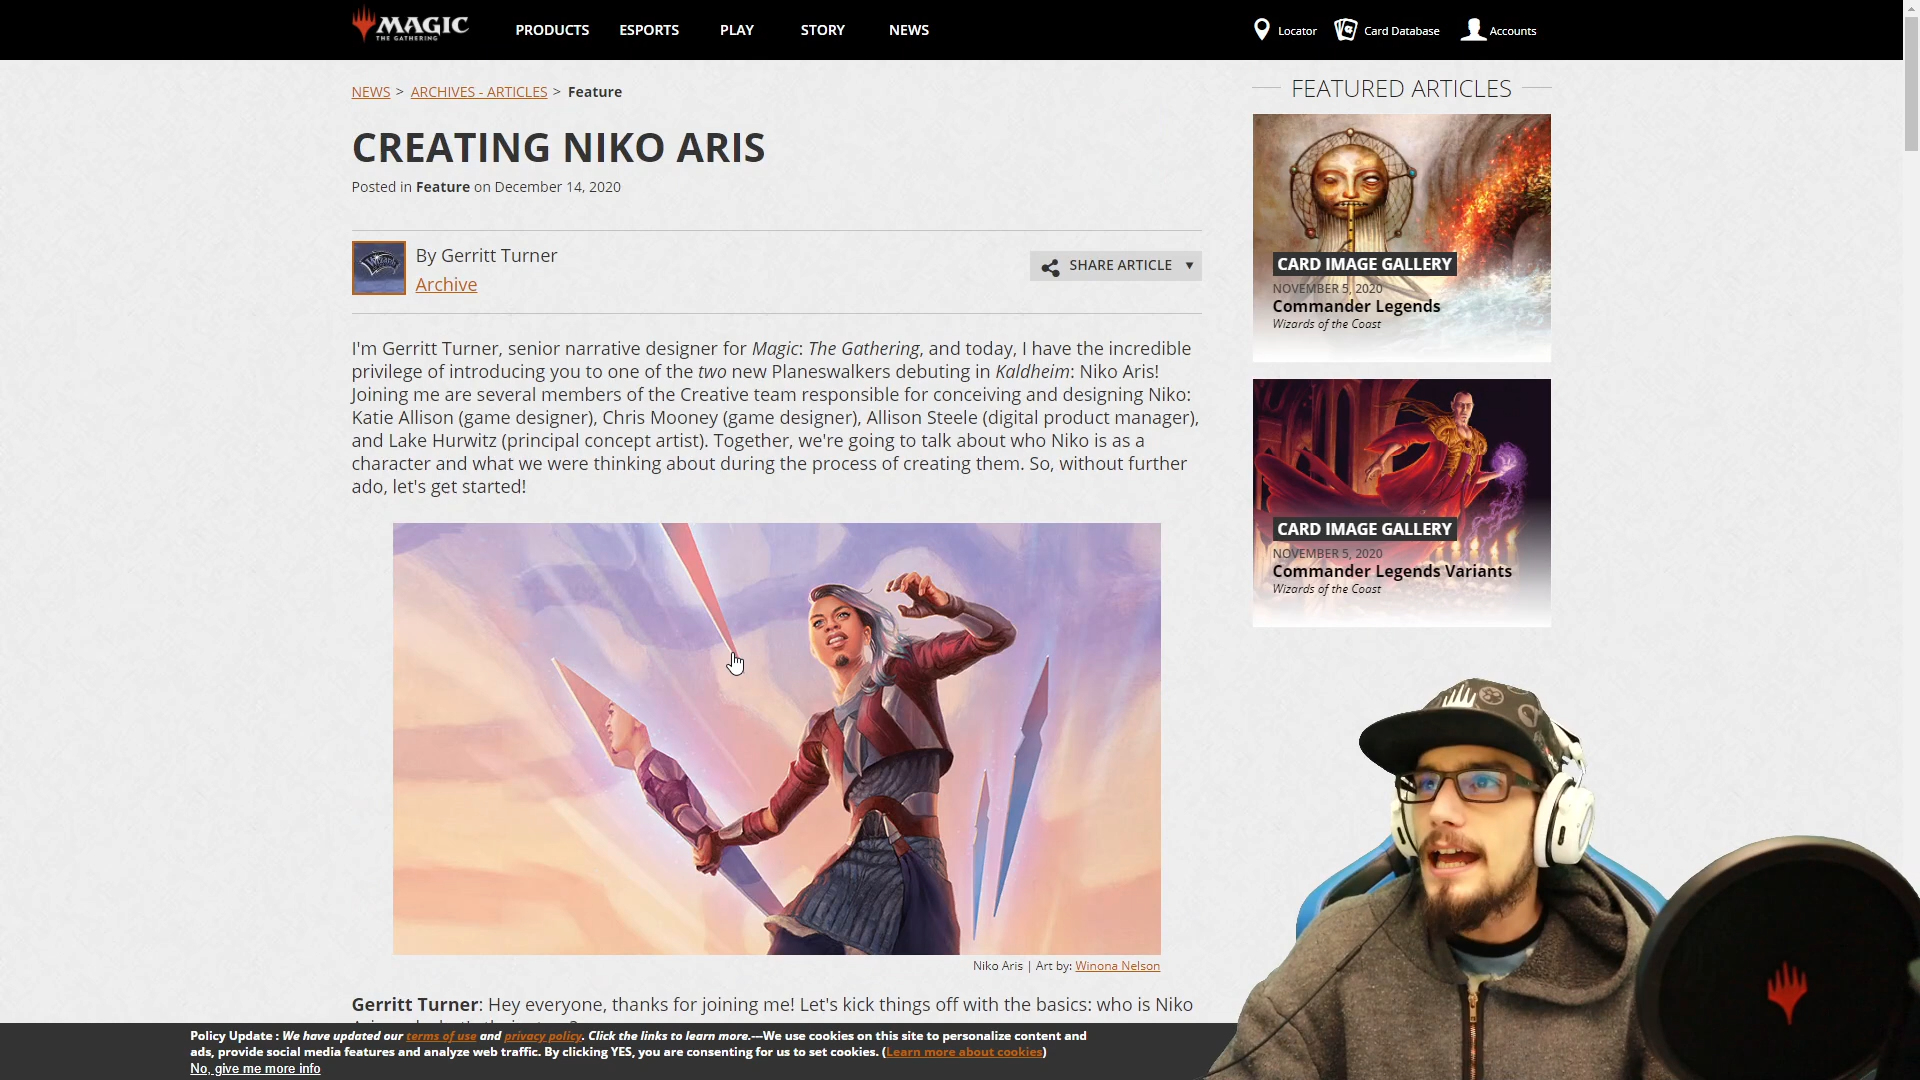 MAGIC
THE GATHERING
PRODUCTS ESPORTS PLAY STORY NEWS
Locator Card Database Accounts
NEWS > ARCHIVES - ARTICLES > Feature
CREATING NIKO ARIS
Posted in Feature on December 14, 2020
By Gerritt Turner
Archive
SHARE ARTICLE ▼
I'm Gerritt Turner, senior narrative designer for Magic: The Gathering, and today, I have the incredible
privilege of introducing you to one of the two new Planeswalkers debuting in Kaldheim: Niko Aris!
Joining me are several members of the Creative team responsible for conceiving and designing Niko:
Katie Allison (game designer), Chris Mooney (game designer), Allison Steele (digital product manager),
and Lake Hurwitz (principal concept artist). Together, we're going to talk about who Niko is as a
character and what we were thinking about during the process of creating them. So, without further
ado, let's get started!
Niko Aris | Art by: Winona Nelson
Gerritt Turner: Hey everyone, thanks for joining me! Let's kick things off with the basics: who is Niko
FEATURED ARTICLES
CARD IMAGE GALLERY
NOVEMBER 5, 2020
Commander Legends
Wizards of the Coast
CARD IMAGE GALLERY
NOVEMBER 5, 2020
Commander Legends Variants
Wizards of the Coast
Policy Update : We have updated our terms of use and privacy policy. Click the links to learn more.---We use cookies on this site to personalize content and
ads, provide social media features and analyze web traffic. By clicking YES, you are consenting for us to set cookies. (Learn more about cookies)
No, give me more info